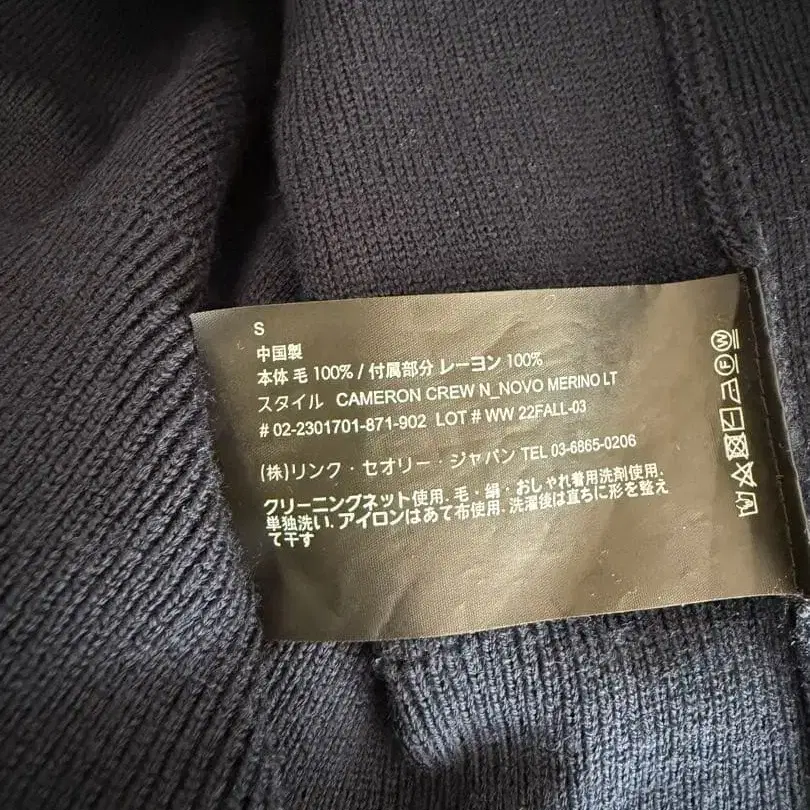 S
中国製
本体 毛 100% / 付属部分 レーヨン 100%
スタイル CAMERON CREW N_NOVO MERINO LT
# 02-2301701-871-902 LOT # WW 22FALL-03
(株)リンク・セオリー・ジャパン TEL 03-6865-0206
クリーニングネット使用. 毛・絹・おしゃれ着用洗剤使用.
単独洗い. アイロンはあて布使用. 洗濯後は直ちに形を整え
て干す